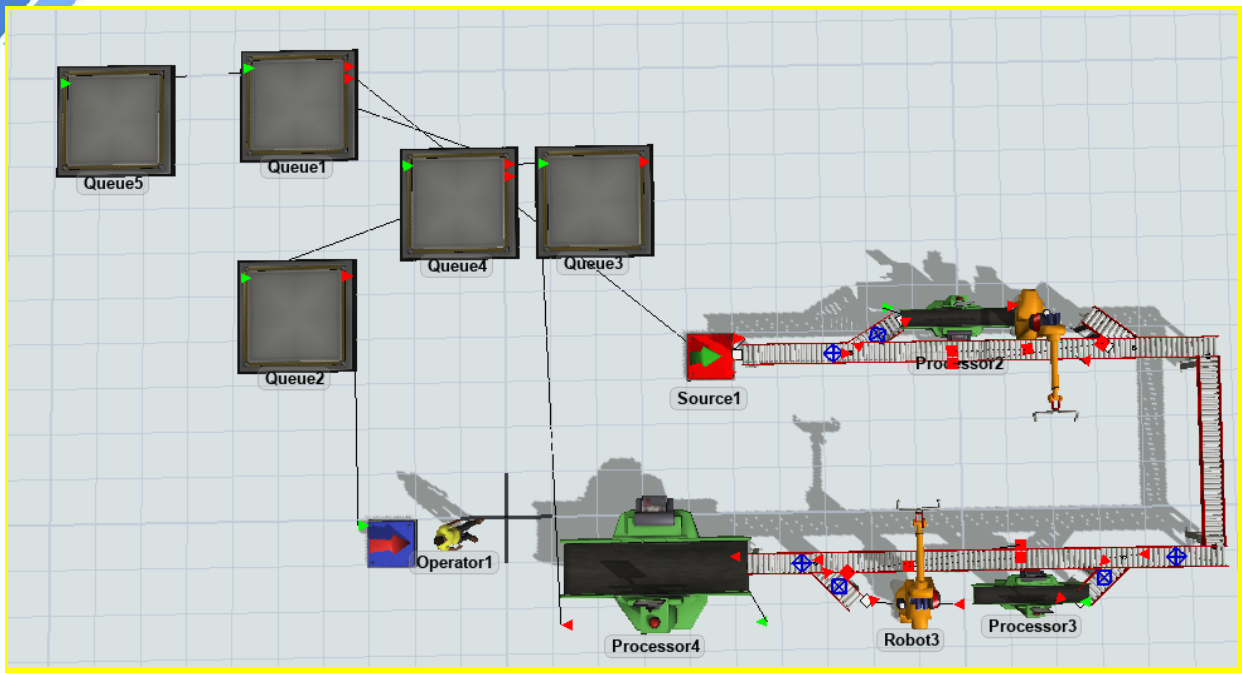 Queue5
Queue1
Queue4
Queue3
Queue2
Source1
Processor2
Operator1
Processor4
Robot3
Processor3